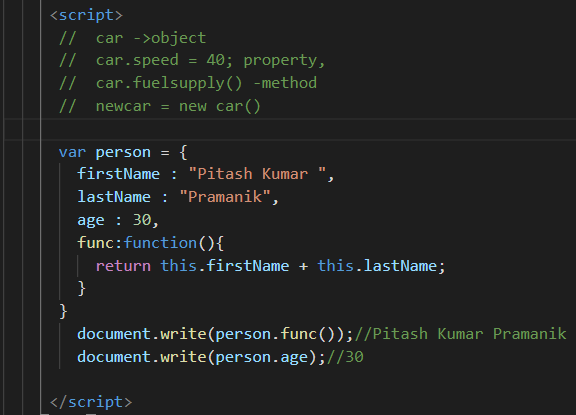 <script>
// car ->object
// car.speed = 40; property,
// car.fuelsupply() -method
// newcar = new car()
var person = {
firstName : "Pitash Kumar ",
lastName : "Pramanik",
age : 30,
func:function(){
return this.firstName + this.lastName;
}
}
document.write(person.func());//Pitash Kumar Pramanik
document.write(person.age);//30
</script>